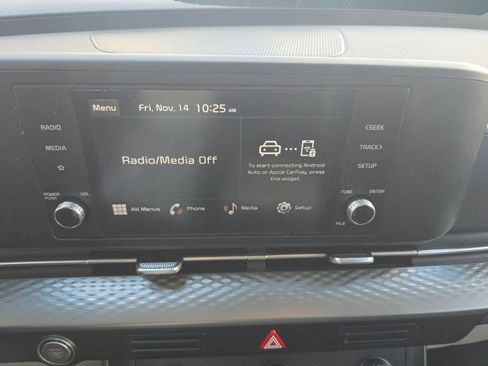 Menu Fri, Nov. 14 10:25 AM
RADIO
MEDIA
POWER PUSH VOL
Radio/Media Off
To start connecting Android
Auto or Apple CarPlay, press
this widget.
All Menus Phone Media Setup
<SEEK
TRACK>
SETUP
TUNE ENTER
FILE